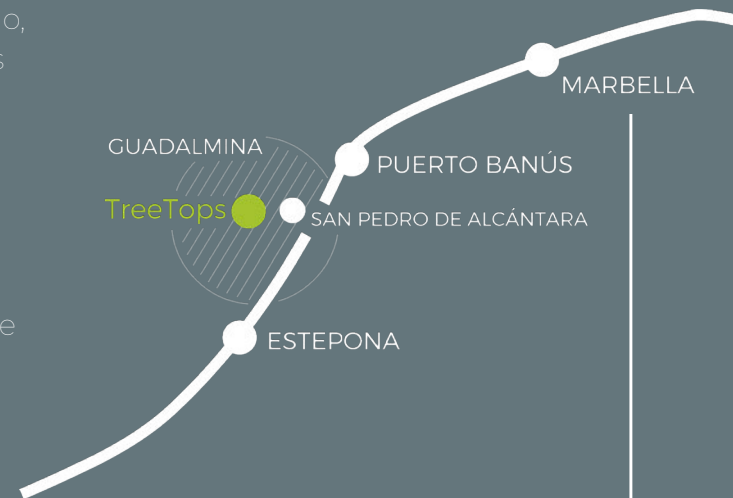 o,
s
MARBELLA
GUADALMINA
PUERTO BANÚS
TreeTops
SAN PEDRO DE ALCÁNTARA
e
ESTEPONA